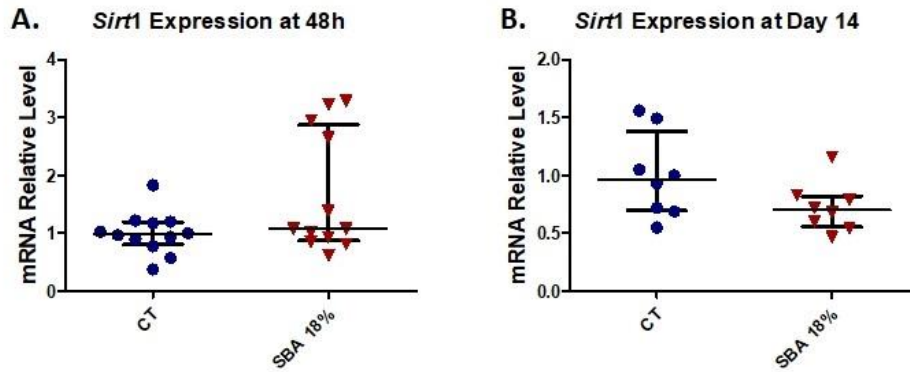 A. Sirt1 Expression at 48h
mRNA Relative Level
4
3
2
1
0
CT
SBA 18%
B. Sirt1 Expression at Day 14
mRNA Relative Level
2.0
1.5
1.0
0.5
0.0
CT
SBA 18%